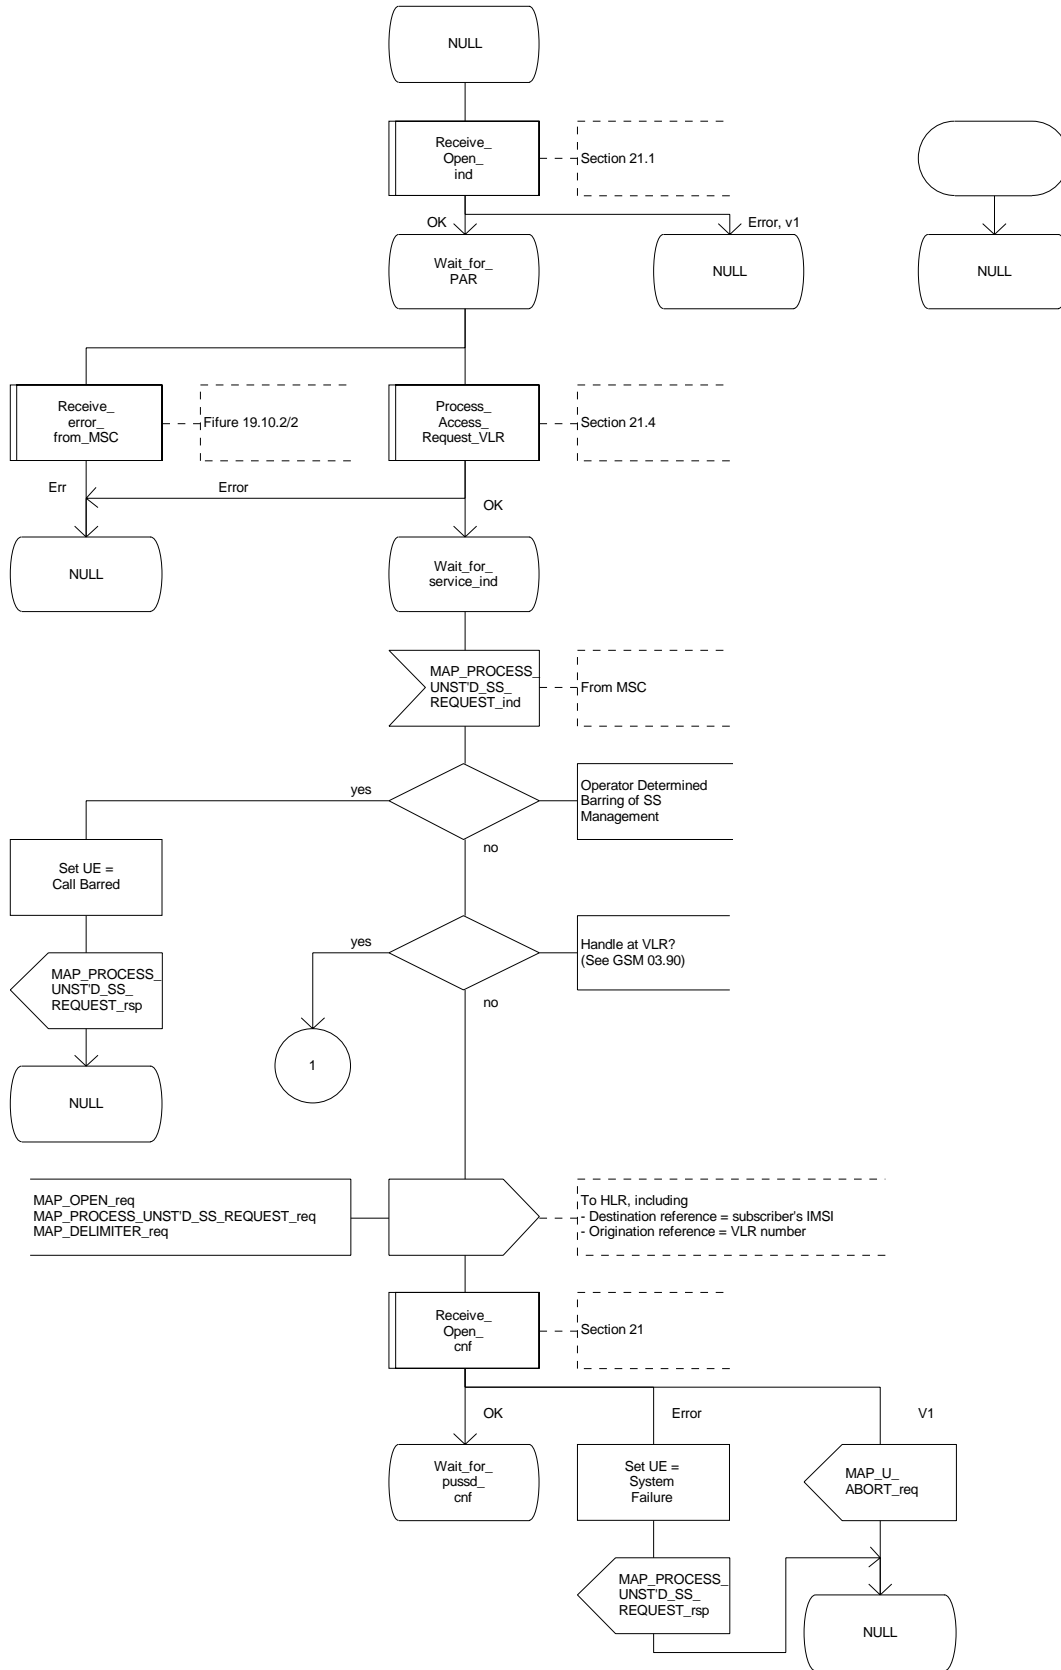 NULL
Receive_
Open_
ind
Section 21.1
OK
Error, v1
Wait_for_
PAR
NULL
NULL
Receive_
error_
from_MSC
Fifure 19.10.2/2
Process_
Access_
Request_VLR
Section 21.4
Err
Error
OK
NULL
Wait_for_
service_ind
MAP_PROCESS_
UNST'D_SS_
REQUEST_ind
From MSC
yes
Operator Determined
Barring of SS
Management
no
Set UE =
Call Barred
yes
Handle at VLR?
(See GSM 03.90)
MAP_PROCESS_
UNST'D_SS_
REQUEST_rsp
no
1
NULL
MAP_OPEN_req
MAP_PROCESS_UNST'D_SS_REQUEST_req
MAP_DELIMITER_req
To HLR, including
- Destination reference = subscriber's IMSI
- Origination reference = VLR number
Receive_
Open_
cnf
Section 21
OK
Error
V1
Wait_for_
pussd_
cnf
Set UE =
System
Failure
MAP_U_
ABORT_req
MAP_PROCESS_
UNST'D_SS_
REQUEST_rsp
NULL